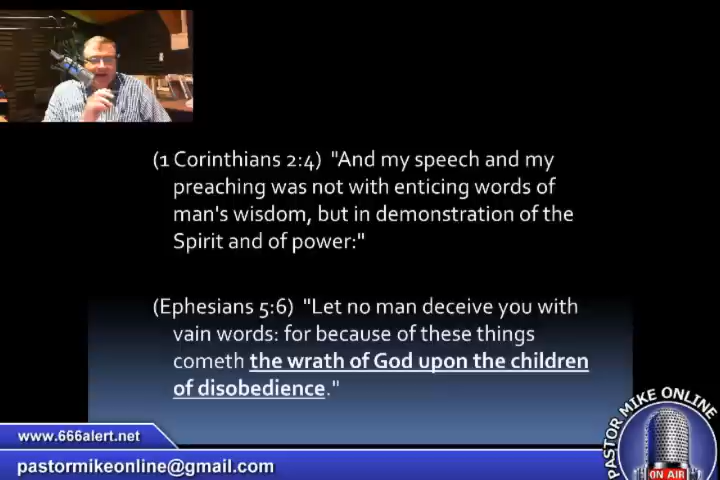 (1 Corinthians 2:4) "And my speech and my
preaching was not with enticing words of
man's wisdom, but in demonstration of the
Spirit and of power:"
(Ephesians 5:6) "Let no man deceive you with
vain words: for because of these things
cometh the wrath of God upon the children
of disobedience."
www.666alert.net
pastormikeonline@gmail.com
PASTOR MIKE ONLINE
ON AIR